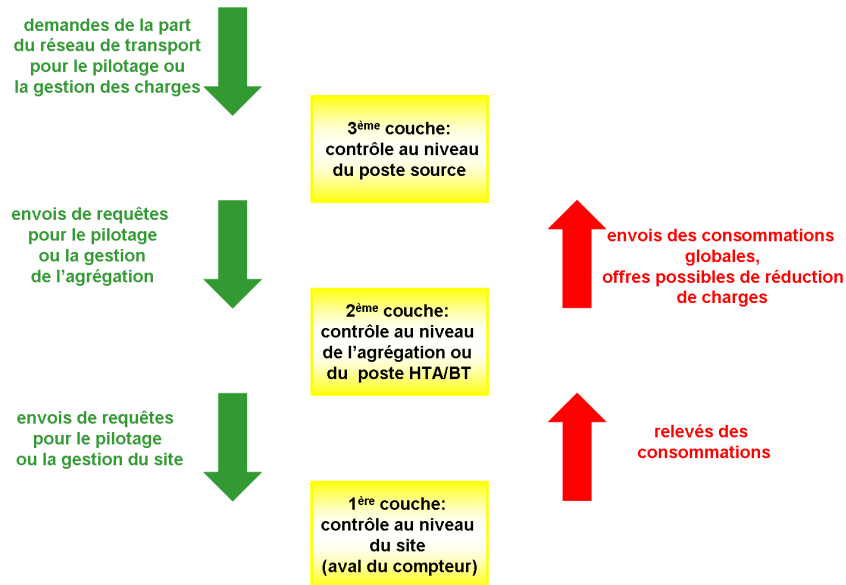 demandes de la part
du réseau de transport
pour le pilotage ou
la gestion des charges
3ème couche:
contrôle au niveau
du poste source
envois de requêtes
pour le pilotage
ou la gestion
de l’agrégation
envois des consommations
globales,
offres possibles de réduction
de charges
2ème couche:
contrôle au niveau
de l’agrégation ou
du poste HTA/BT
envois de requêtes
pour le pilotage
ou la gestion du site
relevés des
consommations
1ère couche:
contrôle au niveau
du site
(aval du compteur)